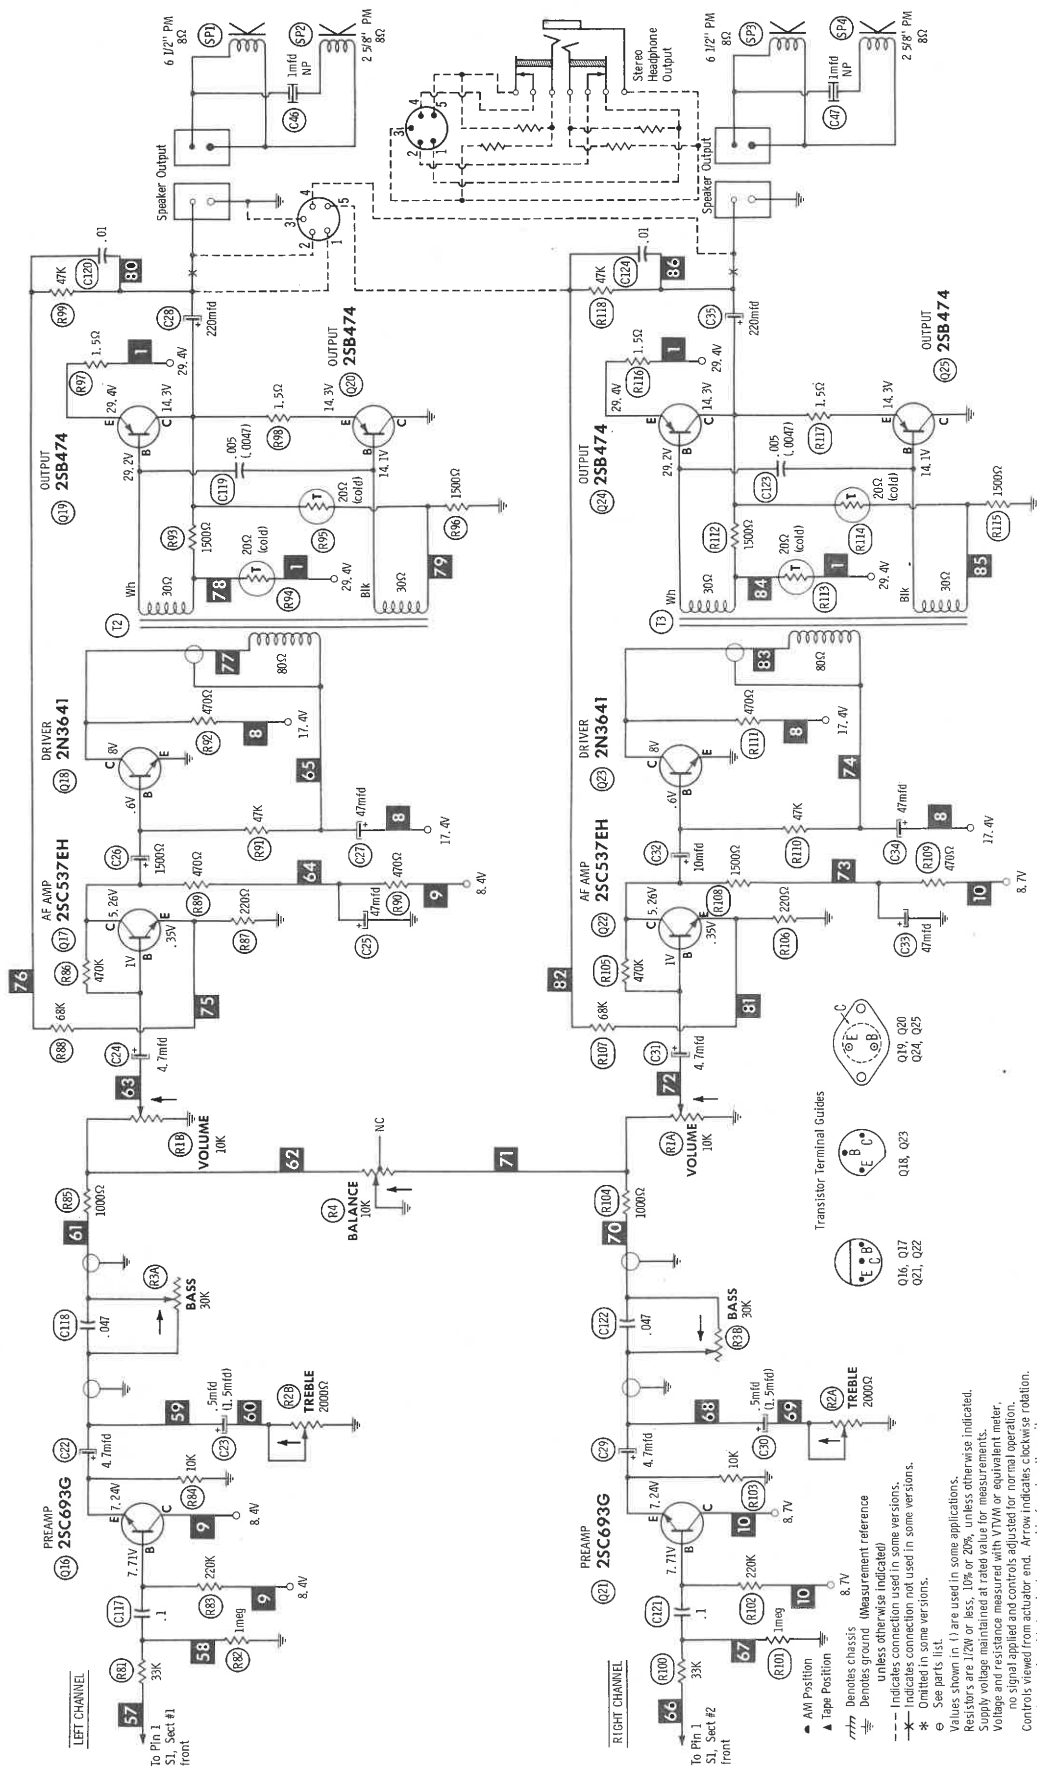 LEFT CHANNEL
57
To Pin 1
S1, Sect #1
front
R81
33K
58
R82
1meg
C117
.1
R83
220K
9
8.4V
PREAMP
Q16 2SC693G
7.71V
B
E
7.24V
C
9
8.4V
R84
10K
C22
4.7mfd
59
.5mfd
(1.5mfd)
C23
60
R2B
TREBLE
2000Ω
C118
.047
R3A
BASS
30K
61
R85
1000Ω
62
R4
BALANCE
10K
NC
71
R1B
VOLUME
10K
63
C24
4.7mfd
76
R88
68K
75
R86
470K
AF AMP
Q17 2SC537EH
C
5.26V
1V
B
E
.35V
R87
220Ω
R89
470Ω
64
47mfd
C25
R90
470Ω
9
8.4V
C26
1500Ω
R91
47K
65
C27
47mfd
8
17.4V
DRIVER
Q18 2N3641
C
8V
.6V
B
E
R92
470Ω
8
17.4V
77
80Ω
T2
Wh
30Ω
Blk
30Ω
78
R93
1500Ω
R94
T
20Ω
(cold)
1
29.4V
R95
T
20Ω
(cold)
79
R96
1500Ω
C119
.005
(.0047)
OUTPUT
Q19 2SB474
29.2V
B
E
29.4V
C
14.3V
R97
1.5Ω
1
29.4V
R98
1.5Ω
OUTPUT
Q20 2SB474
14.3V
E
B
C
14.1V
C28
220mfd
R99
47K
C120
.01
80
Speaker Output
1
2
3
4
5
SP1
6 1/2" PM
8Ω
C46
1mfd
NP
SP2
2 5/8" PM
8Ω
1
2
3
4
5
Stereo
Headphone
Output
RIGHT CHANNEL
66
To Pin 1
S1, Sect #2
front
R100
33K
67
R101
1meg
C121
.1
R102
220K
10
8.7V
PREAMP
Q21 2SC693G
7.71V
B
E
7.24V
C
10
8.7V
R103
10K
C29
4.7mfd
68
.5mfd
(1.5mfd)
C30
69
R2A
TREBLE
2000Ω
C122
.047
R3B
BASS
30K
70
R104
1000Ω
R1A
VOLUME
10K
72
C31
4.7mfd
82
R107
68K
81
R105
470K
AF AMP
Q22 2SC537EH
C
5.26V
1V
B
E
.35V
R106
220Ω
R108
1500Ω
73
C33
47mfd
R109
470Ω
10
8.7V
C32
10mfd
R110
47K
74
C34
47mfd
8
17.4V
DRIVER
Q23 2N3641
C
8V
.6V
B
E
R111
470Ω
8
17.4V
83
80Ω
T3
Wh
30Ω
Blk
30Ω
84
R112
1500Ω
R113
T
20Ω
(cold)
1
29.4V
R114
T
20Ω
(cold)
85
R115
1500Ω
C123
.005
(.0047)
OUTPUT
Q24 2SB474
29.2V
B
E
29.4V
C
14.3V
R116
1.5Ω
1
29.4V
R117
1.5Ω
OUTPUT
Q25 2SB474
14.3V
E
B
C
14.1V
C35
220mfd
R118
47K
C124
.01
86
Speaker Output
SP3
6 1/2" PM
8Ω
C47
1mfd
NP
SP4
2 5/8" PM
8Ω
Transistor Terminal Guides
E C B
Q16, Q17
Q21, Q22
E B C
Q18, Q23
C
E
B
Q19, Q20
Q24, Q25
AM Position
Tape Position
Denotes chassis
Denotes ground (Measurement reference
unless otherwise indicated)
Indicates connection used in some versions.
Indicates connection not used in some versions.
* Omitted in some versions.
See parts list.
Values shown in ( ) are used in some applications.
Resistors are 1/2W or less, 10% or 20%, unless otherwise indicated.
Supply voltage maintained at rated value for measurements.
Voltage and resistance measured with VTVM or equivalent meter,
no signal applied and controls adjusted for normal operation.
Controls viewed from actuator end. Arrow indicates clockwise rotation.